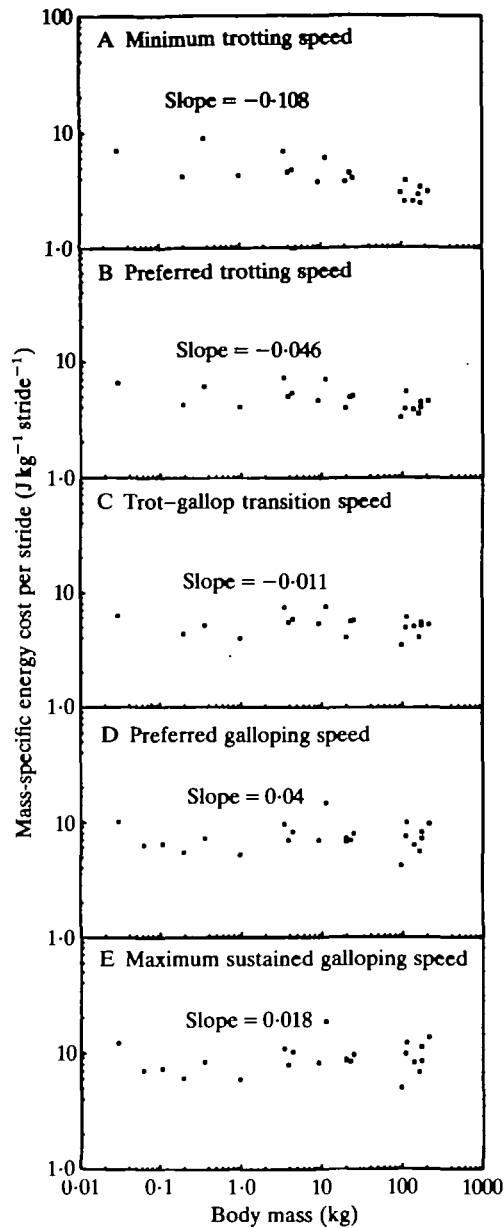 100
A Minimum trotting speed
Slope = −0·108
10
1·0
B Preferred trotting speed
Slope = −0·046
10
1·0
C Trot–gallop transition speed
Slope = −0·011
10
1·0
D Preferred galloping speed
Slope = 0·04
10
1·0
E Maximum sustained galloping speed
Slope = 0·018
10
1·0
0·01 0·1 1·0 10 100 1000
Body mass (kg)
Mass-specific energy cost per stride (J kg⁻¹ stride⁻¹)